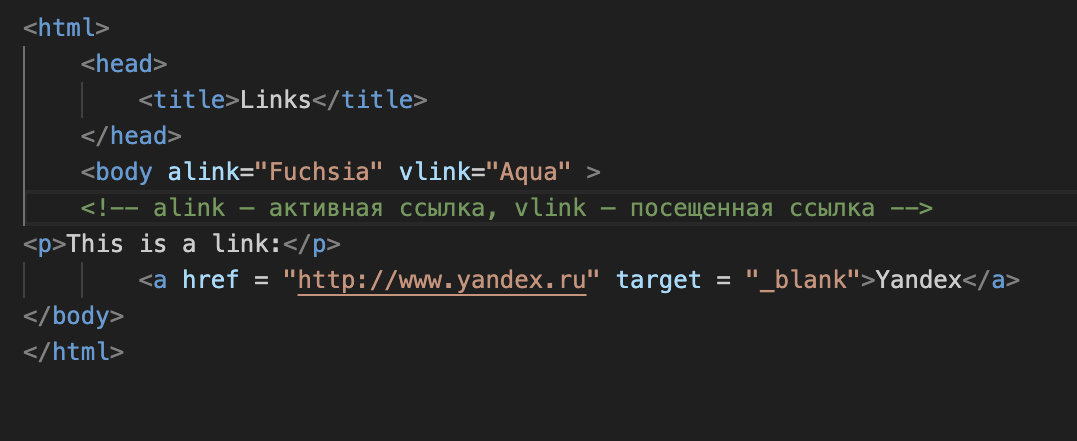 <html>
<head>
<title>Links</title>
</head>
<body alink="Fuchsia" vlink="Aqua" >
<!-- alink – активная ссылка, vlink – посещенная ссылка -->
<p>This is a link:</p>
<a href = "http://www.yandex.ru" target = "_blank">Yandex</a>
</body>
</html>